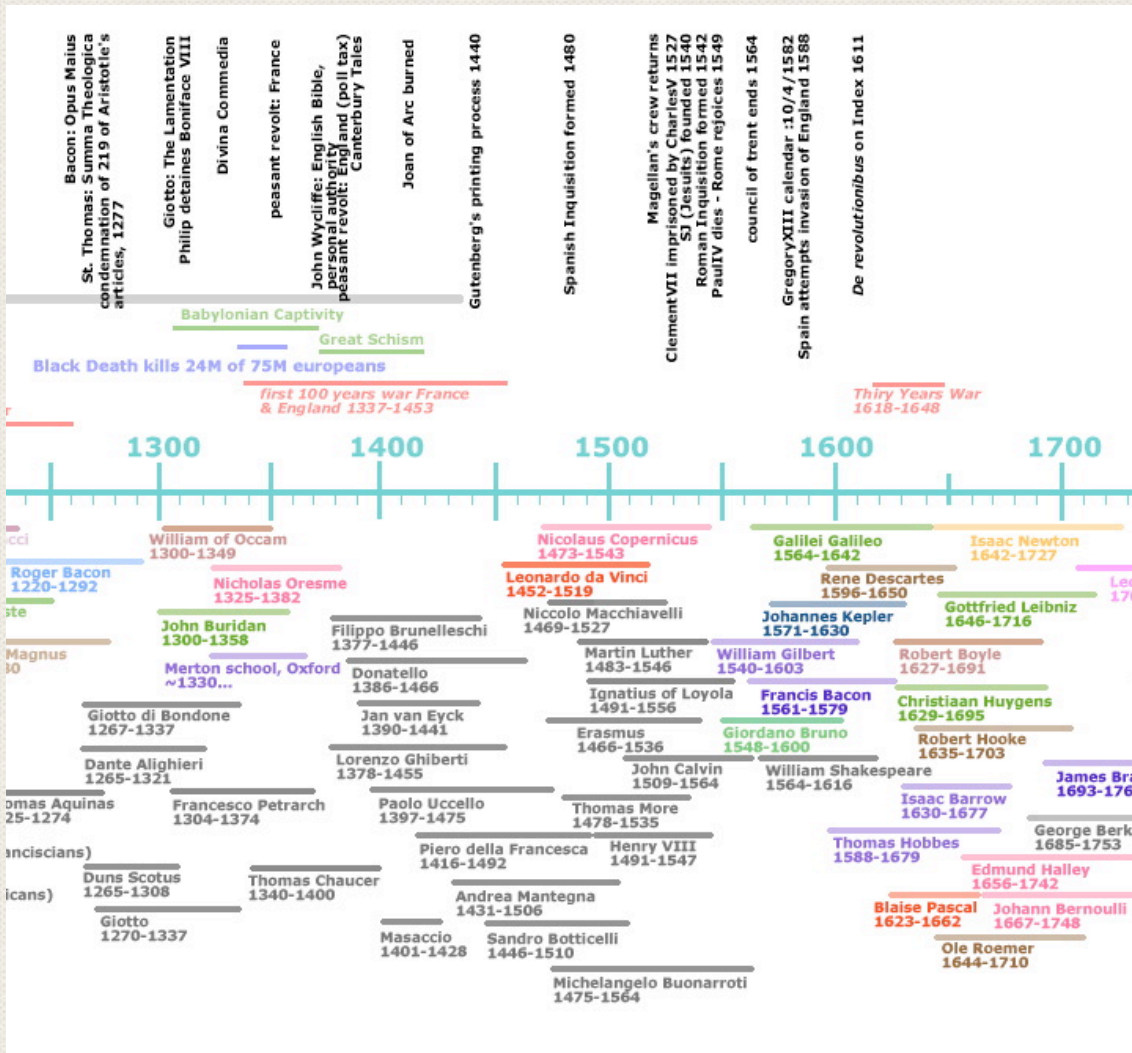 Bacon: Opus Maius
St. Thomas: Summa Theologica
condemnation of 219 of Aristotle's
articles, 1277
Giotto: The Lamentation
Philip detaines Boniface VIII
Divina Commedia
peasant revolt: France
John Wycliffe: English Bible,
personal authority
peasant revolt: England (poll tax)
Canterbury Tales
Joan of Arc burned
Gutenberg's printing process 1440
Spanish Inquisition formed 1480
Magellan's crew returns
ClementVII imprisoned by CharlesV 1527
SJ (Jesuits) founded 1540
Roman Inquisition formed 1542
PaulIV dies - Rome rejoices 1549
council of trent ends 1564
GregoryXIII calendar :10/4/1582
Spain attempts invasion of England 1588
De revolutionibus on Index 1611
Babylonian Captivity
Great Schism
Black Death kills 24M of 75M europeans
first 100 years war France
& England 1337-1453
Thiry Years War
1618-1648
r
1300 1400 1500 1600 1700
cci
William of Occam
1300-1349
Nicolaus Copernicus
1473-1543
Galilei Galileo
1564-1642
Isaac Newton
1642-1727
Roger Bacon
1220-1292
Nicholas Oresme
1325-1382
Leonardo da Vinci
1452-1519
Rene Descartes
1596-1650
ste
John Buridan
1300-1358
Niccolo Macchiavelli
1469-1527
Johannes Kepler
1571-1630
Gottfried Leibniz
1646-1716
Magnus
Merton school, Oxford
~1330...
Filippo Brunelleschi
1377-1446
Martin Luther
1483-1546
William Gilbert
1540-1603
Robert Boyle
1627-1691
Donatello
1386-1466
Ignatius of Loyola
1491-1556
Francis Bacon
1561-1579
Christiaan Huygens
1629-1695
Giotto di Bondone
1267-1337
Jan van Eyck
1390-1441
Erasmus
1466-1536
Giordano Bruno
1548-1600
Robert Hooke
1635-1703
Dante Alighieri
1265-1321
Lorenzo Ghiberti
1378-1455
John Calvin
1509-1564
William Shakespeare
1564-1616
James Bra
1693-176
omas Aquinas
25-1274
Francesco Petrarch
1304-1374
Paolo Uccello
1397-1475
Thomas More
1478-1535
Isaac Barrow
1630-1677
anciscians)
Piero della Francesca
1416-1492
Henry VIII
1491-1547
Thomas Hobbes
1588-1679
George Berk
1685-1753
icans)
Duns Scotus
1265-1308
Thomas Chaucer
1340-1400
Andrea Mantegna
1431-1506
Edmund Halley
1656-1742
Giotto
1270-1337
Masaccio
1401-1428
Sandro Botticelli
1446-1510
Blaise Pascal
1623-1662
Johann Bernoulli
1667-1748
Michelangelo Buonarroti
1475-1564
Ole Roemer
1644-1710